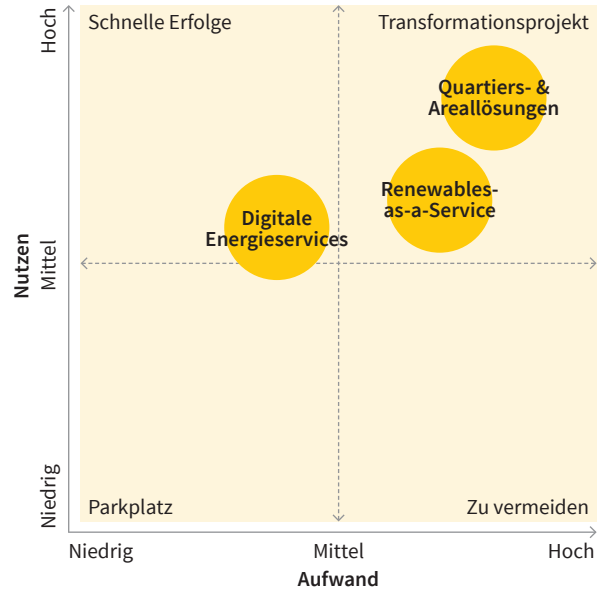 Hoch
Schnelle Erfolge
Transformationsprojekt
Quartiers- &
Areallösungen
Renewables-
as-a-Service
Digitale
Energieservices
Nutzen
Mittel
Niedrig
Parkplatz
Zu vermeiden
Niedrig
Mittel
Hoch
Aufwand